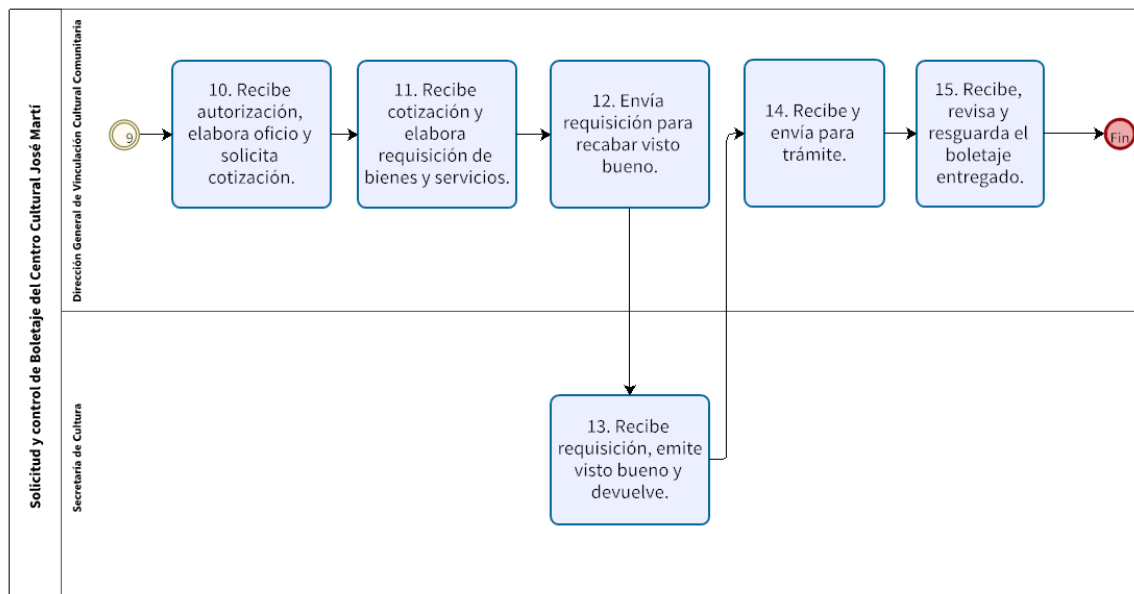 Solicitud y control de Boletaje del Centro Cultural José Martí
Dirección General de Vinculación Cultural Comunitaria
9
10. Recibe
autorización,
elabora oficio y
solicita
cotización.
11. Recibe
cotización y
elabora
requisición de
bienes y servicios.
12. Envía
requisición para
recabar visto
bueno.
14. Recibe y
envía para
trámite.
15. Recibe,
revisa y
resguarda el
boletaje
entregado.
Fin
Secretaría de Cultura
13. Recibe
requisición, emite
visto bueno y
devuelve.